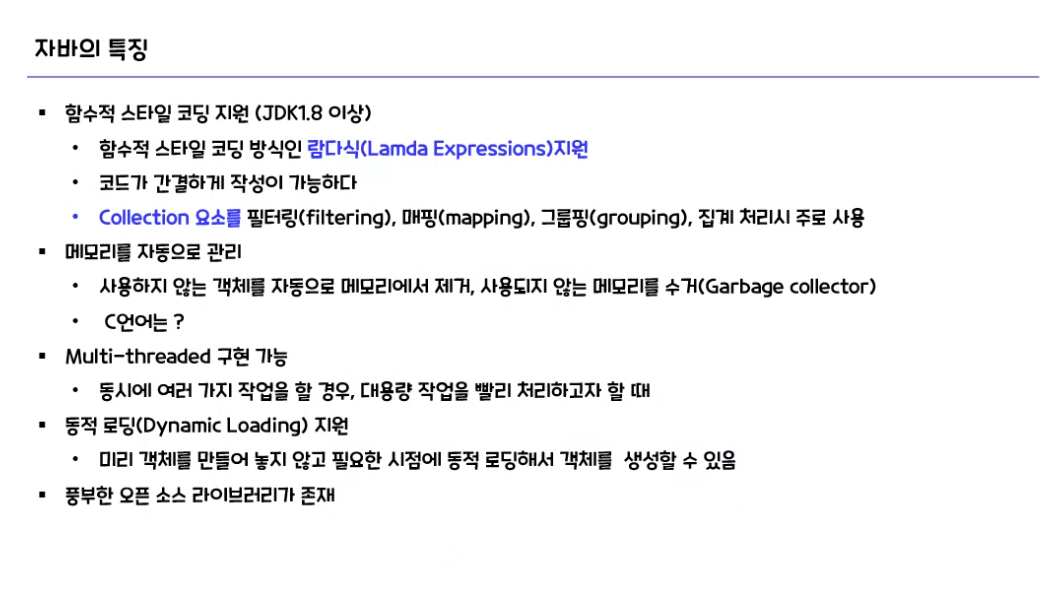 자바의 특징
▪ 함수적 스타일 코딩 지원 (JDK1.8 이상)
• 함수적 스타일 코딩 방식인 람다식(Lamda Expressions)지원
• 코드가 간결하게 작성이 가능하다
• Collection 요소를 필터링(filtering), 매핑(mapping), 그룹핑(grouping), 집계 처리시 주로 사용
▪ 메모리를 자동으로 관리
• 사용하지 않는 객체를 자동으로 메모리에서 제거, 사용되지 않는 메모리를 수거(Garbage collector)
• C언어는 ?
▪ Multi-threaded 구현 가능
• 동시에 여러 가지 작업을 할 경우, 대용량 작업을 빨리 처리하고자 할 때
▪ 동적 로딩(Dynamic Loading) 지원
• 미리 객체를 만들어 놓지 않고 필요한 시점에 동적 로딩해서 객체를 생성할 수 있음
▪ 풍부한 오픈 소스 라이브러리가 존재